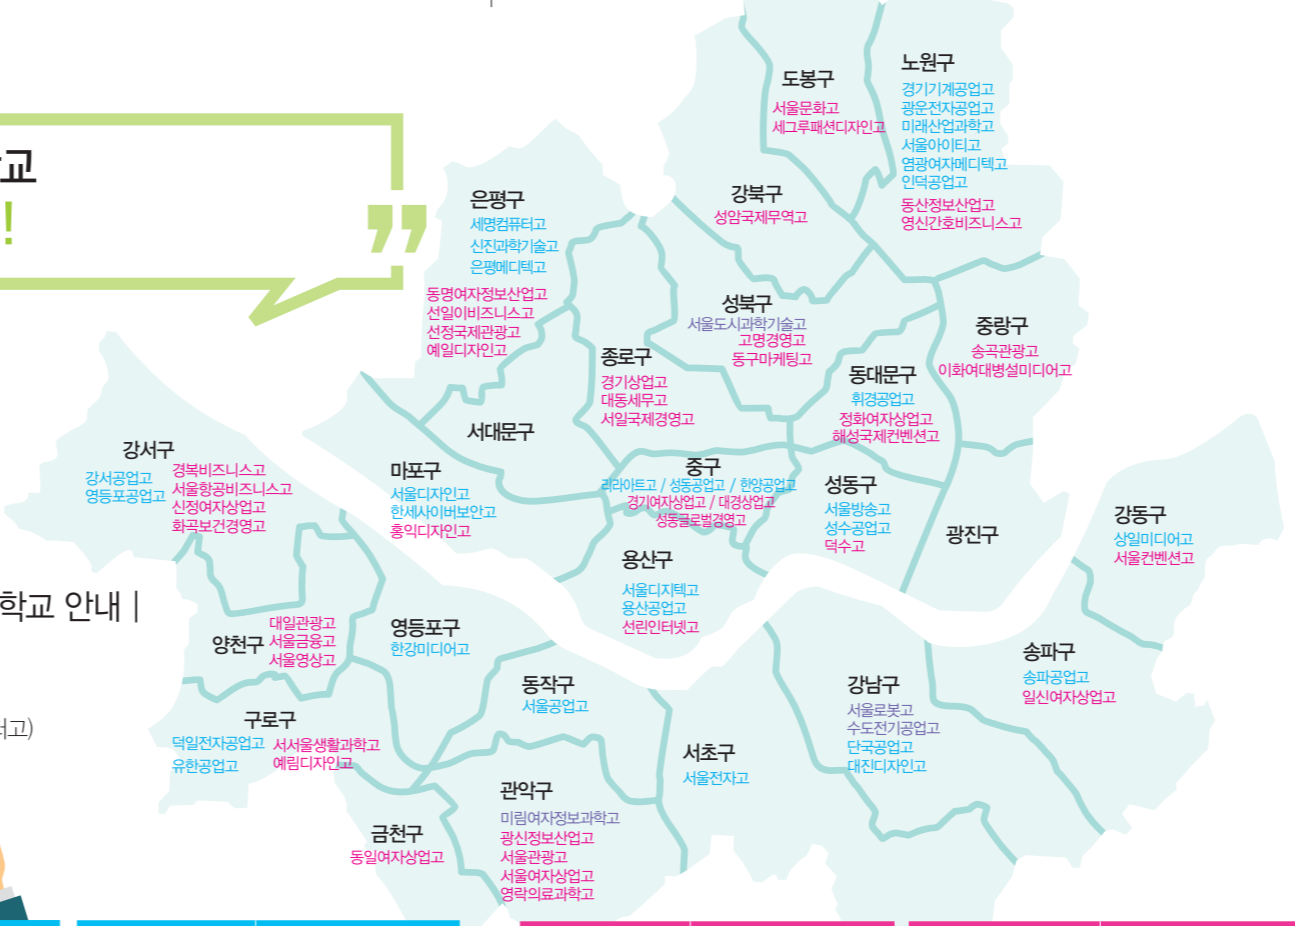 교
!
”
도봉구
서울문화고
세그루패션디자인고
노원구
경기기계공업고
광운전자공업고
미래산업과학고
서울아이티고
염광여자메디텍고
인덕공업고
동산정보산업고
영신간호비즈니스고
강북구
성암국제무역고
은평구
세명컴퓨터고
신진과학기술고
은평메디텍고
동명여자정보산업고
선일이비즈니스고
선정국제관광고
예일디자인고
성북구
서울도시과학기술고
고명경영고
동구마케팅고
중랑구
송곡관광고
이화여대병설미디어고
종로구
경기상업고
대동세무고
서일국제경영고
동대문구
휘경공업고
정화여자상업고
해성국제컨벤션고
서대문구
강서구
강서공업고
영등포공업고
경복비즈니스고
서울항공비즈니스고
신정여자상업고
화곡보건경영고
마포구
서울디자인고
한세사이버보안고
홍익디자인고
중구
리라아트고 / 성동공업고 / 한양공업고
경기여자상업고 / 대경상업고
성동글로벌경영고
성동구
서울방송고
성수공업고
덕수고
광진구
강동구
상일미디어고
서울컨벤션고
용산구
서울디지텍고
용산공업고
선린인터넷고
학교 안내 |
양천구
대일관광고
서울금융고
서울영상고
영등포구
한강미디어고
동작구
서울공업고
강남구
서울로봇고
수도전기공업고
단국공업고
대진디자인고
송파구
송파공업고
일신여자상업고
고)
구로구
덕일전자공업고
유한공업고
서서울생활과학고
예림디자인고
서초구
서울전자고
관악구
미림여자정보과학고
광신정보산업고
서울관광고
서울여자상업고
영락의료과학고
금천구
동일여자상업고